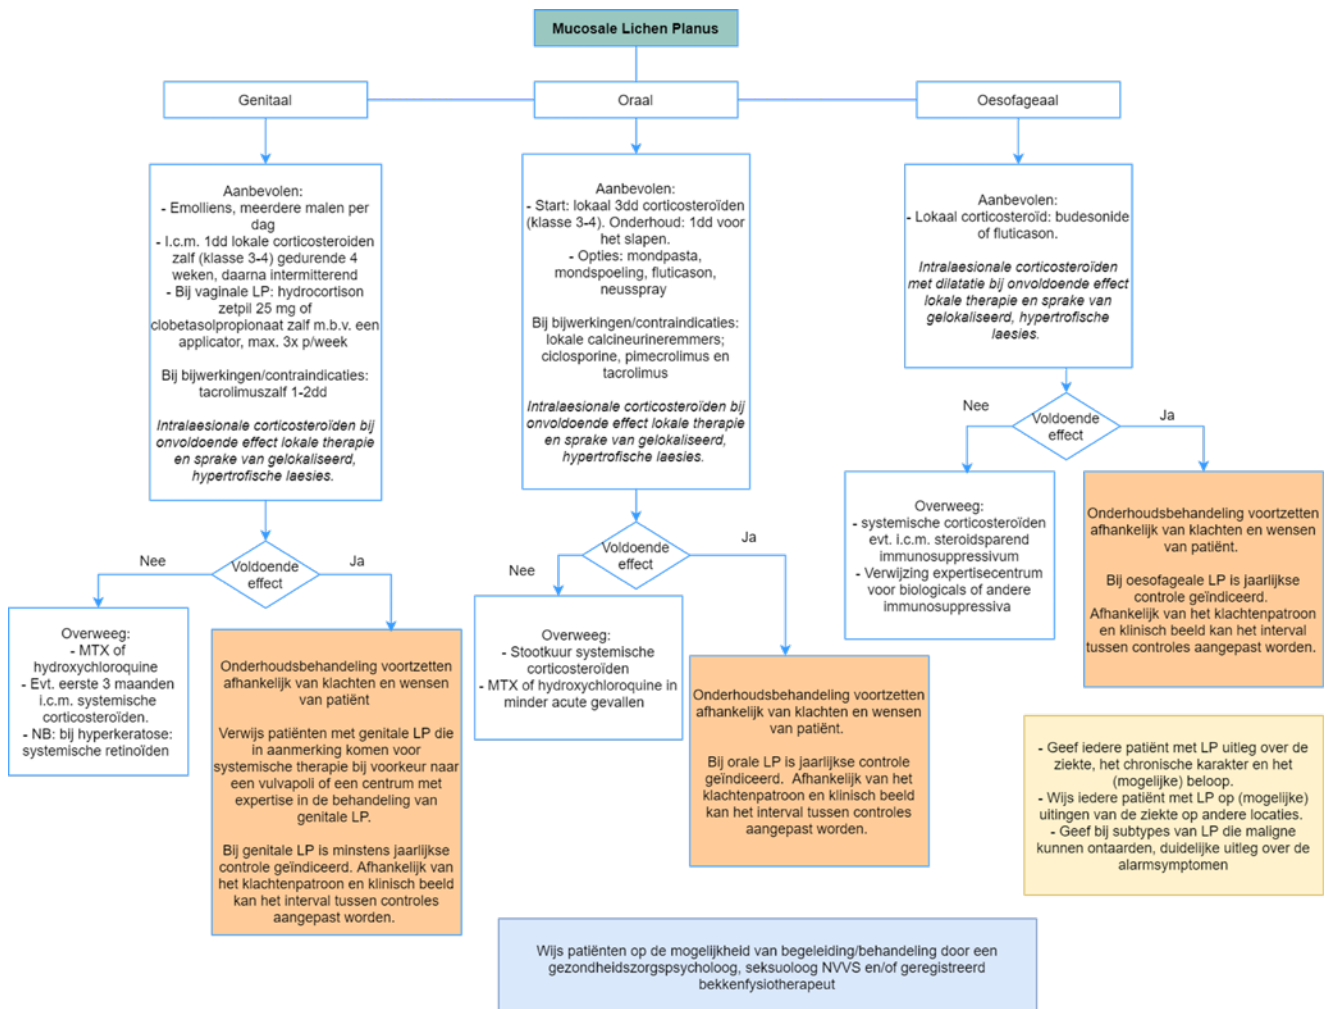 Mucosale Lichen Planus
Genitaal
Oraal
Oesofageaal
Aanbevolen:
- Emolliens, meerdere malen per
dag
- I.c.m. 1dd lokale corticosteroiden
zalf (klasse 3-4) gedurende 4
weken, daarna intermitterend
- Bij vaginale LP: hydrocortison
zetpil 25 mg of
clobetasolpropionaat zalf m.b.v. een
applicator, max. 3x p/week
Bij bijwerkingen/contraindicaties:
tacrolimuszalf 1-2dd
Intralaesionale corticosteroïden bij
onvoldoende effect lokale therapie
en sprake van gelokaliseerd,
hypertrofische laesies.
Aanbevolen:
- Start: lokaal 3dd corticosteroïden
(klasse 3-4). Onderhoud: 1dd voor
het slapen.
- Opties: mondpasta,
mondspoeling, fluticason,
neusspray
Bij bijwerkingen/contraindicaties:
lokale calcineurineremmers;
ciclosporine, pimecrolimus en
tacrolimus
Intralaesionale corticosteroïden bij
onvoldoende effect lokale therapie
en sprake van gelokaliseerd,
hypertrofische laesies.
Aanbevolen:
- Lokaal corticosteroïd: budesonide
of fluticason.
Intralaesionale corticosteroïden
met dilatatie bij onvoldoende effect
lokale therapie en sprake van
gelokaliseerd, hypertrofische
laesies.
Nee
Voldoende
effect
Ja
Overweeg:
- MTX of
hydroxychloroquine
- Evt. eerste 3 maanden
i.c.m. systemische
corticosteroïden.
- NB: bij hyperkeratose:
systemische retinoïden
Onderhoudsbehandeling voortzetten
afhankelijk van klachten en wensen
van patiënt
Verwijs patiënten met genitale LP die
in aanmerking komen voor
systemische therapie bij voorkeur naar
een vulvapoli of een centrum met
expertise in de behandeling van
genitale LP.
Bij genitale LP is minstens jaarlijkse
controle geïndiceerd. Afhankelijk van
het klachtenpatroon en klinisch beeld
kan het interval tussen controles
aangepast worden.
Nee
Voldoende
effect
Ja
Overweeg:
- Stootkuur systemische
corticosteroïden
- MTX of hydroxychloroquine in
minder acute gevallen
Onderhoudsbehandeling voortzetten
afhankelijk van klachten en wensen
van patiënt.
Bij orale LP is jaarlijkse controle
geïndiceerd. Afhankelijk van het
klachtenpatroon en klinisch beeld
kan het interval tussen controles
aangepast worden.
Nee
Voldoende
effect
Ja
Overweeg:
- systemische corticosteroïden
evt. i.c.m. steroidsparend
immunosuppressivum
- Verwijzing expertisecentrum
voor biologicals of andere
immunosuppressiva
Onderhoudsbehandeling voortzetten
afhankelijk van klachten en wensen
van patiënt.
Bij oesofageale LP is jaarlijkse
controle geïndiceerd.
Afhankelijk van het klachtenpatroon
en klinisch beeld kan het interval
tussen controles aangepast worden.
- Geef iedere patiënt met LP uitleg over de
ziekte, het chronische karakter en het
(mogelijke) beloop.
- Wijs iedere patiënt met LP op (mogelijke)
uitingen van de ziekte op andere locaties.
- Geef bij subtypes van LP die maligne
kunnen ontaarden, duidelijke uitleg over de
alarmsymptomen
Wijs patiënten op de mogelijkheid van begeleiding/behandeling door een
gezondheidszorgspsycholoog, seksuoloog NVVS en/of geregistreerd
bekkenfysiotherapeut